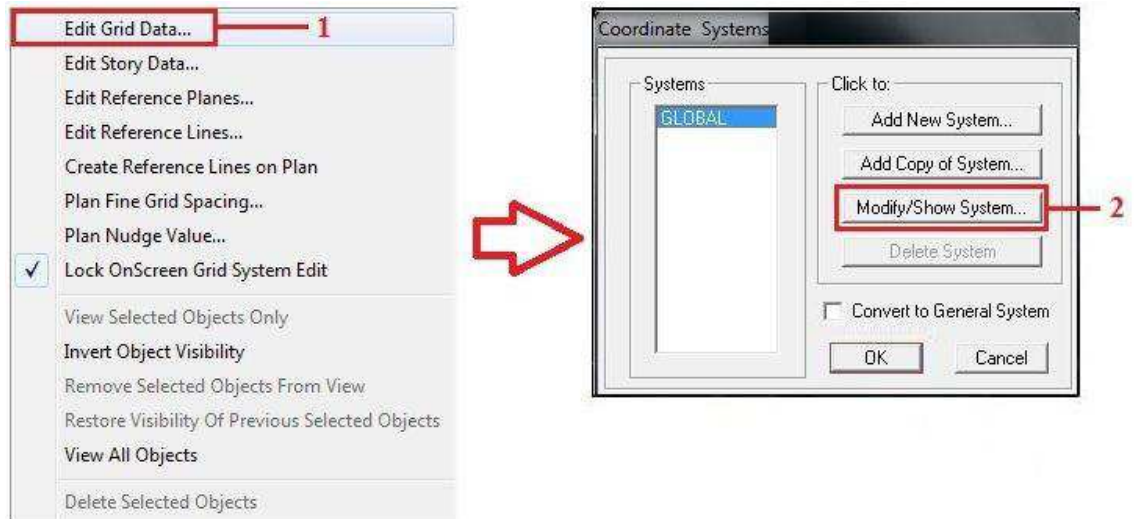 Edit Grid Data...
1
Edit Story Data...
Edit Reference Planes...
Edit Reference Lines...
Create Reference Lines on Plan
Plan Fine Grid Spacing...
Plan Nudge Value...
Lock OnScreen Grid System Edit
View Selected Objects Only
Invert Object Visibility
Remove Selected Objects From View
Restore Visibility Of Previous Selected Objects
View All Objects
Delete Selected Objects
Coordinate Systems
Systems
GLOBAL
Click to:
Add New System...
Add Copy of System...
Modify/Show System...
2
Delete System
Convert to General System
OK
Cancel